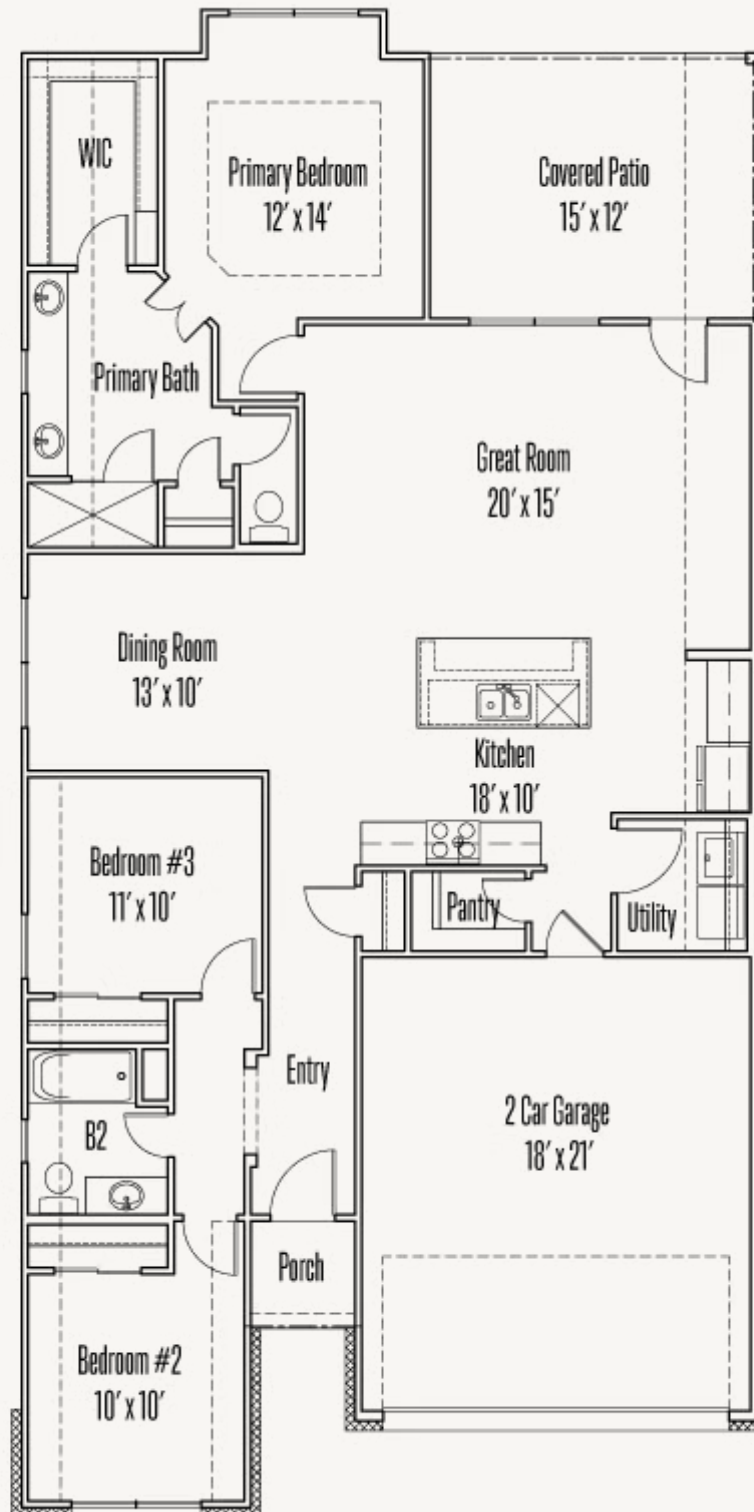 WIC
Primary Bedroom
12' x 14'
Covered Patio
15' x 12'
Primary Bath
Great Room
20' x 15'
Dining Room
13' x 10'
Kitchen
18' x 10'
Bedroom #3
11' x 10'
Pantry
Utility
Entry
B2
2 Car Garage
18' x 21'
Porch
Bedroom #2
10' x 10'